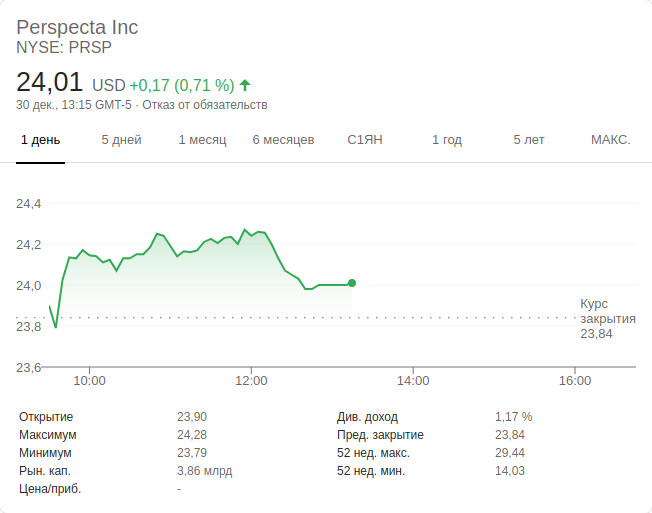 Perspecta Inc
NYSE: PRSP
24,01 USD +0,17 (0,71 %)
30 дек., 13:15 GMT-5 · Отказ от обязательств
1 день 5 дней 1 месяц 6 месяцев С1ЯН 1 год 5 лет МАКС.
24,4
24,2
24,0
23,8
23,6
Курс
закрытия
23,84
10:00 12:00 14:00 16:00
Открытие 23,90
Максимум 24,28
Минимум 23,79
Рын. кап. 3,86 млрд
Цена/приб. -
Див. доход 1,17 %
Пред. закрытие 23,84
52 нед. макс. 29,44
52 нед. мин. 14,03